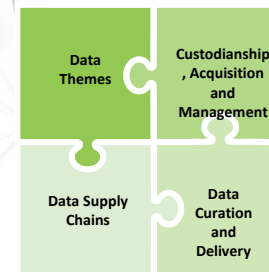 Data
Themes
Custodianship
, Acquisition
and
Management
Data Supply
Chains
Data
Curation
and
Delivery